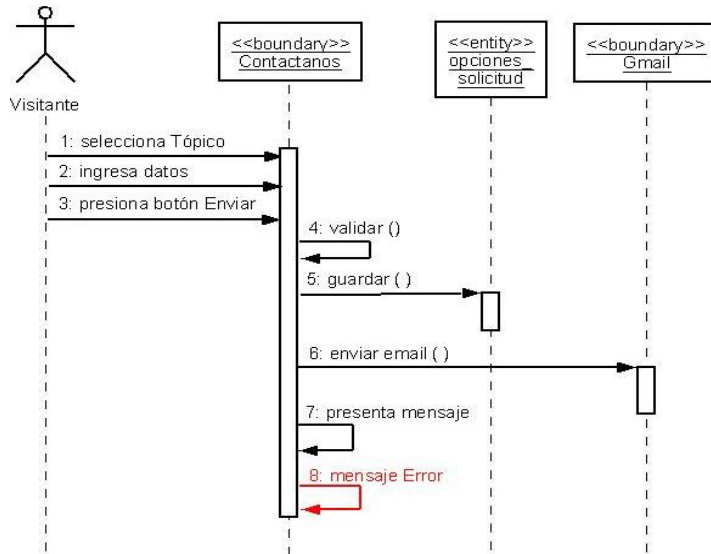 <<boundary>>
Contactanos
<<entity>>
opciones_
solicitud
<<boundary>>
Gmail
Visitante
1: selecciona Tópico
2: ingresa datos
3: presiona botón Enviar
4: validar ()
5: guardar ( )
6: enviar email ( )
7: presenta mensaje
8: mensaje Error